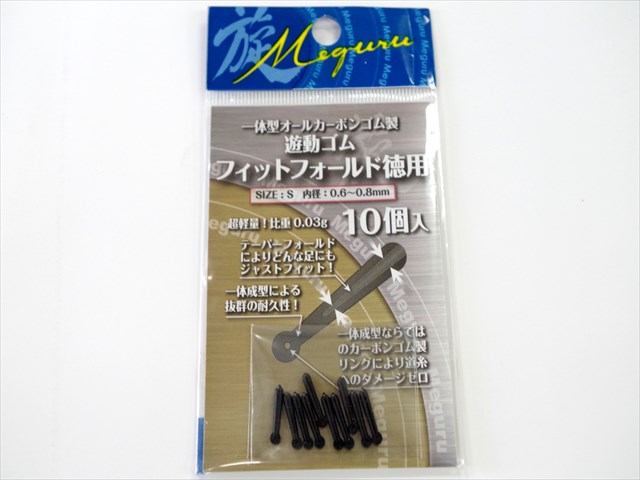 旋 Meguru
一体型オールカーボンゴム製
遊動ゴム
フィットフォールド徳用
SIZE：S 内径：0.6～0.8mm
超軽量！比重 0.03g 10個入
テーパーフォールド
によりどんな足にも
ジャストフィット！
一体成型による
抜群の耐久性！
一体成型ならでは
のカーボンゴム製
リングにより道糸
へのダメージゼロ
Meguru
Meguru
Meguru
Meguru